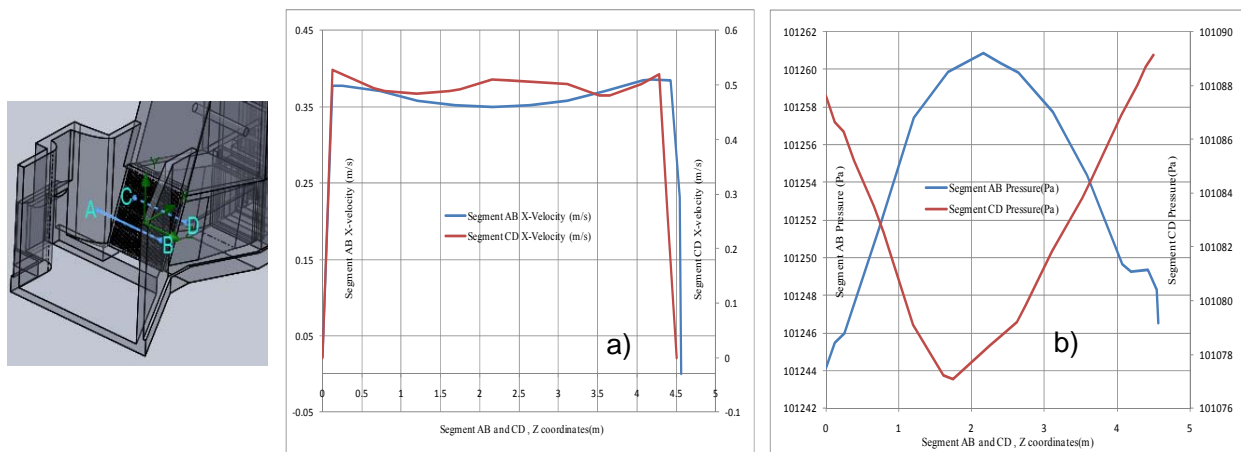 A
B
C
D
Y
0.45
0.35
0.25
0.15
0.05
-0.05
0.6
0.5
0.4
0.3
0.2
0.1
0
-0.1
0 0.5 1 1.5 2 2.5 3 3.5 4 4.5 5
Segment AB X-Velocity (m/s)
Segment CD X-velocity (m/s)
Segment AB X-Velocity (m/s)
Segment CD X-Velocity (m/s)
a)
Segment AB and CD , Z coordinates(m)
101262
101260
101258
101256
101254
101252
101250
101248
101246
101244
101242
101090
101088
101086
101084
101082
101080
101078
101076
0 1 2 3 4 5
Segment AB Pressure (Pa)
Segment CD Pressure(Pa)
Segment AB Pressure(Pa)
Segment CD Pressure(Pa)
b)
Segment AB and CD , Z coordinates(m)